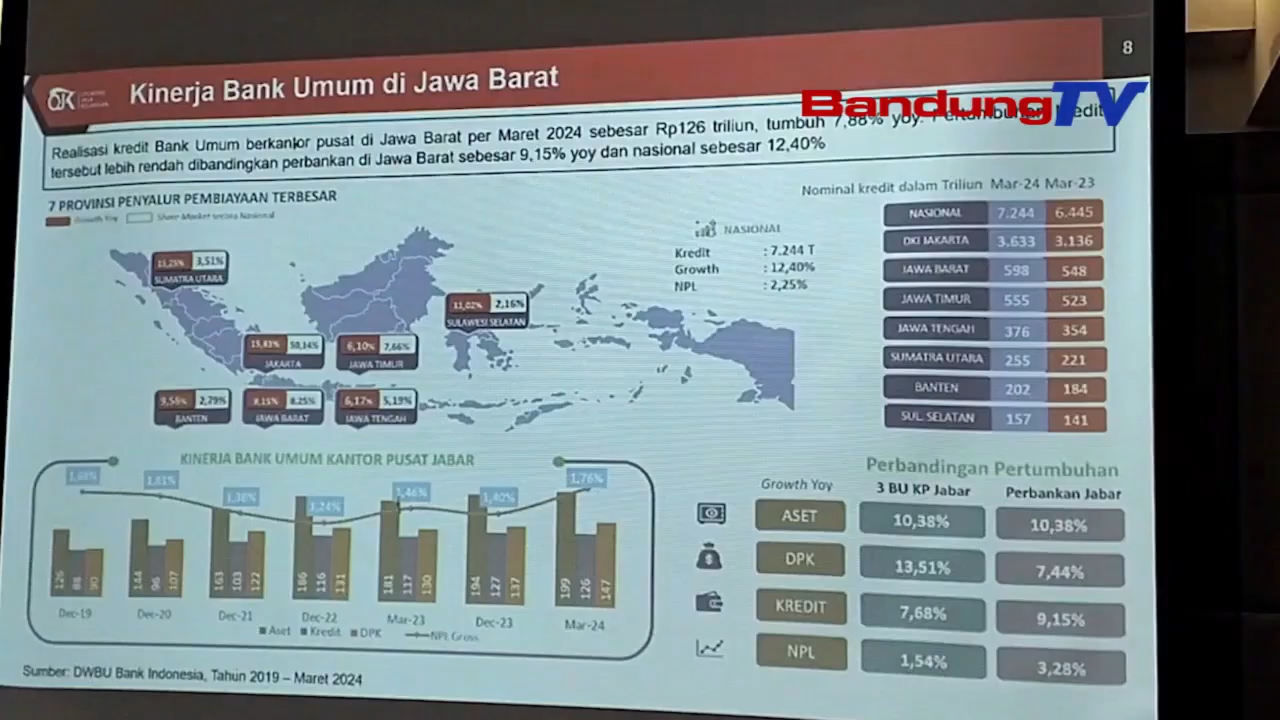 8
OJK
Kinerja Bank Umum di Jawa Barat
BandungTV
Realisasi kredit Bank Umum berkantor pusat di Jawa Barat per Maret 2024 sebesar Rp126 triliun, tumbuh 7,88% yoy. Pertumbuhan kredit
tersebut lebih rendah dibandingkan perbankan di Jawa Barat sebesar 9,15% yoy dan nasional sebesar 12,40%
7 PROVINSI PENYALUR PEMBIAYAAN TERBESAR
Growth Yoy Share Market secara Nasional
3,51%
SUMATRA UTARA
11,02% 2,16%
SULAWESI SELATAN
15,83% 50,14%
JAKARTA
6,10% 7,66%
JAWA TIMUR
9,58% 2,79%
BANTEN
9,15% 8,25%
JAWA BARAT
6,17% 5,19%
JAWA TENGAH
NASIONAL
Kredit : 7.244 T
Growth : 12,40%
NPL : 2,25%
Nominal kredit dalam Triliun Mar-24 Mar-23
NASIONAL 7.244 6.445
DKI JAKARTA 3.633 3.136
JAWA BARAT 598 548
JAWA TIMUR 555 523
JAWA TENGAH 376 354
SUMATRA UTARA 255 221
BANTEN 202 184
SUL. SELATAN 157 141
KINERJA BANK UMUM KANTOR PUSAT JABAR
1,61% 1,38% 1,24% 1,46% 1,40% 1,76%
126 88 90 144 96 107 163 103 122 186 116 131 181 117 130 194 127 137 199 126 147
Dec-19 Dec-20 Dec-21 Dec-22 Mar-23 Dec-23 Mar-24
Aset Kredit DPK NPL Gross
Perbandingan Pertumbuhan
Growth Yoy 3 BU KP Jabar Perbankan Jabar
ASET 10,38% 10,38%
DPK 13,51% 7,44%
KREDIT 7,68% 9,15%
NPL 1,54% 3,28%
Sumber: DWBU Bank Indonesia, Tahun 2019 – Maret 2024